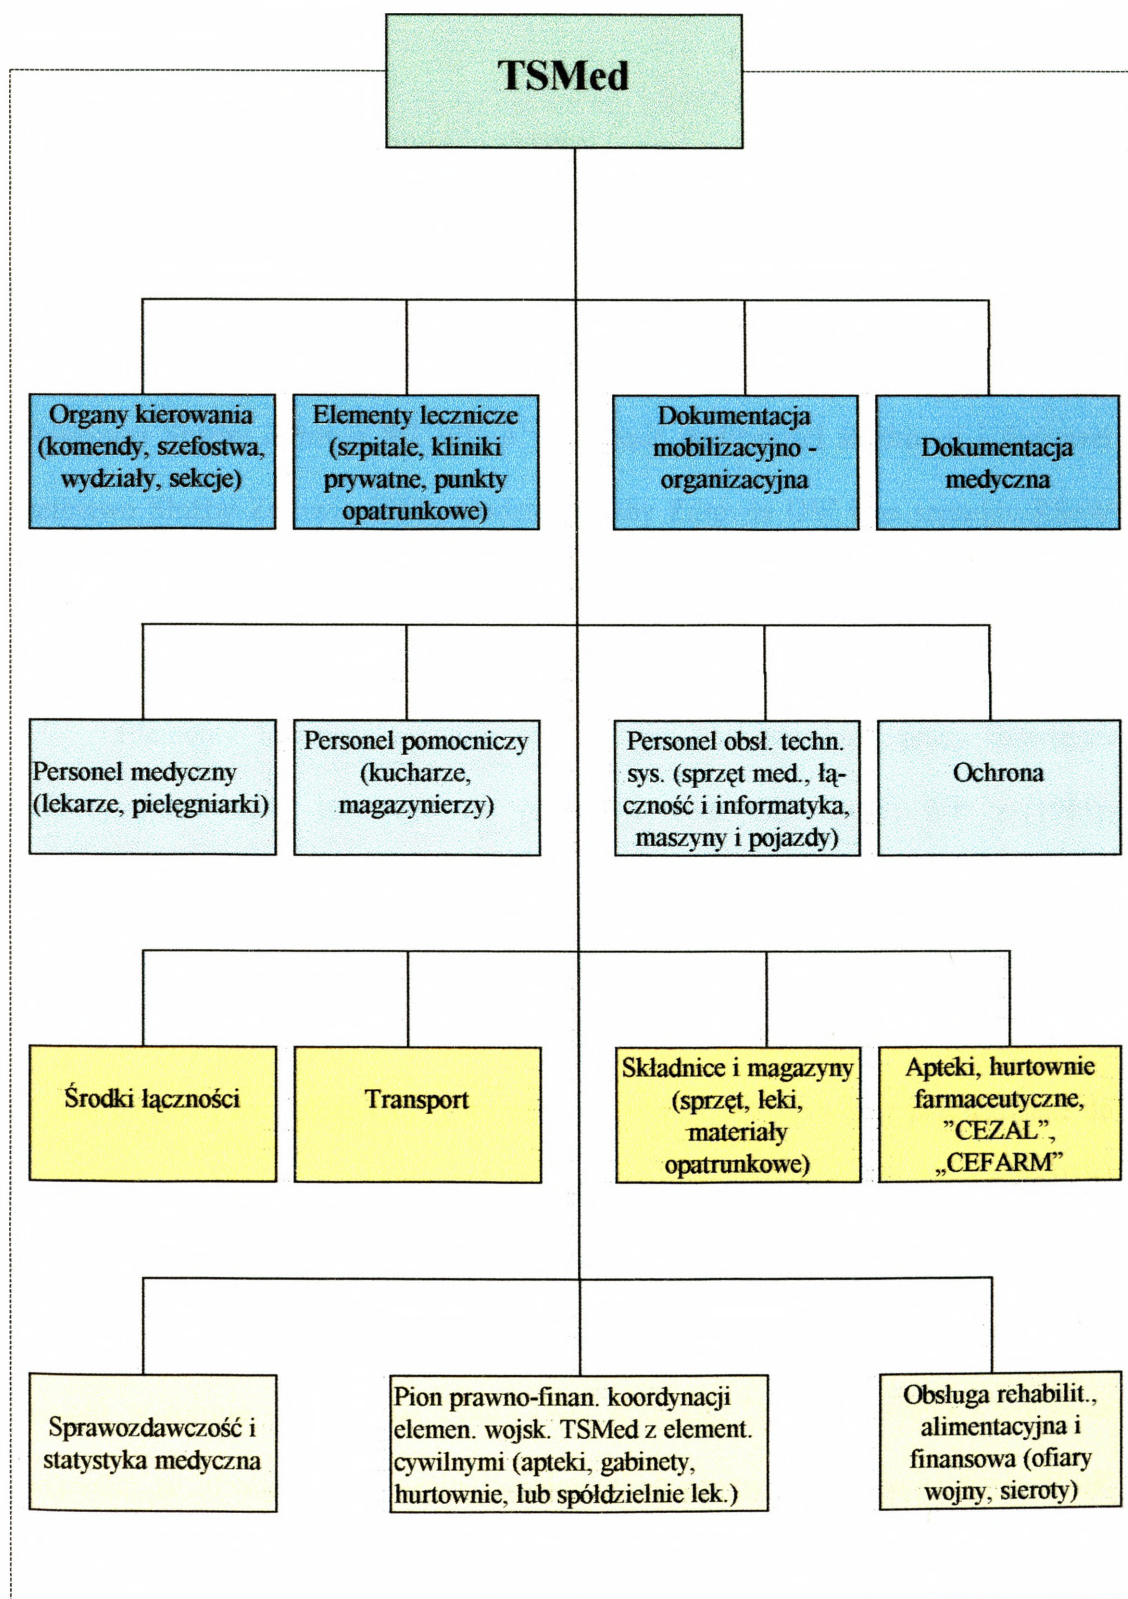 TSMed
Organy kierowania
(komendy, szefostwa,
wydziały, sekcje)
Elementy lecznicze
(szpitale, kliniki
prywatne, punkty
opatrunkowe)
Dokumentacja
mobilizacyjno -
organizacyjna
Dokumentacja
medyczna
Personel medyczny
(lekarze, pielęgniarki)
Personel pomocniczy
(kucharze,
magazynierzy)
Personel obsł. techn.
sys. (sprzęt med., łą-
czność i informatyka,
maszyny i pojazdy)
Ochrona
Środki łączności
Transport
Składnice i magazyny
(sprzęt, leki,
materiały
opatrunkowe)
Apteki, hurtownie
farmaceutyczne,
”CEZAL”,
„CEFARM”
Sprawozdawczość i
statystyka medyczna
Pion prawno-finan. koordynacji
elemen. wojsk. TSMed z element.
cywilnymi (apteki, gabinety,
hurtownie, lub spółdzielnie lek.)
Obsługa rehabilit.,
alimentacyjna i
finansowa (ofiary
wojny, sieroty)